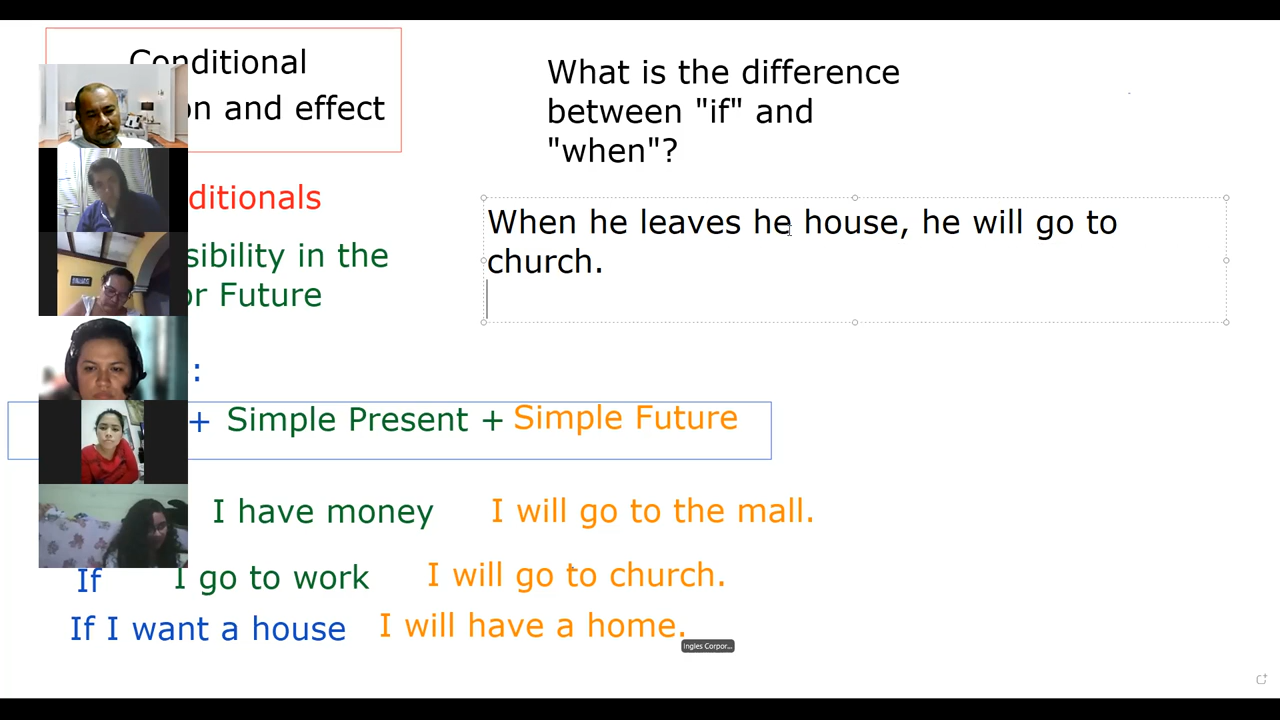 Conditional
on and effect
ditionals
sibility in the
or Future
:
+ Simple Present + Simple Future
I have money I will go to the mall.
If I go to work I will go to church.
If I want a house I will have a home.
What is the difference
between "if" and
"when"?
When he leaves he house, he will go to
church.
Ingles Corpor...